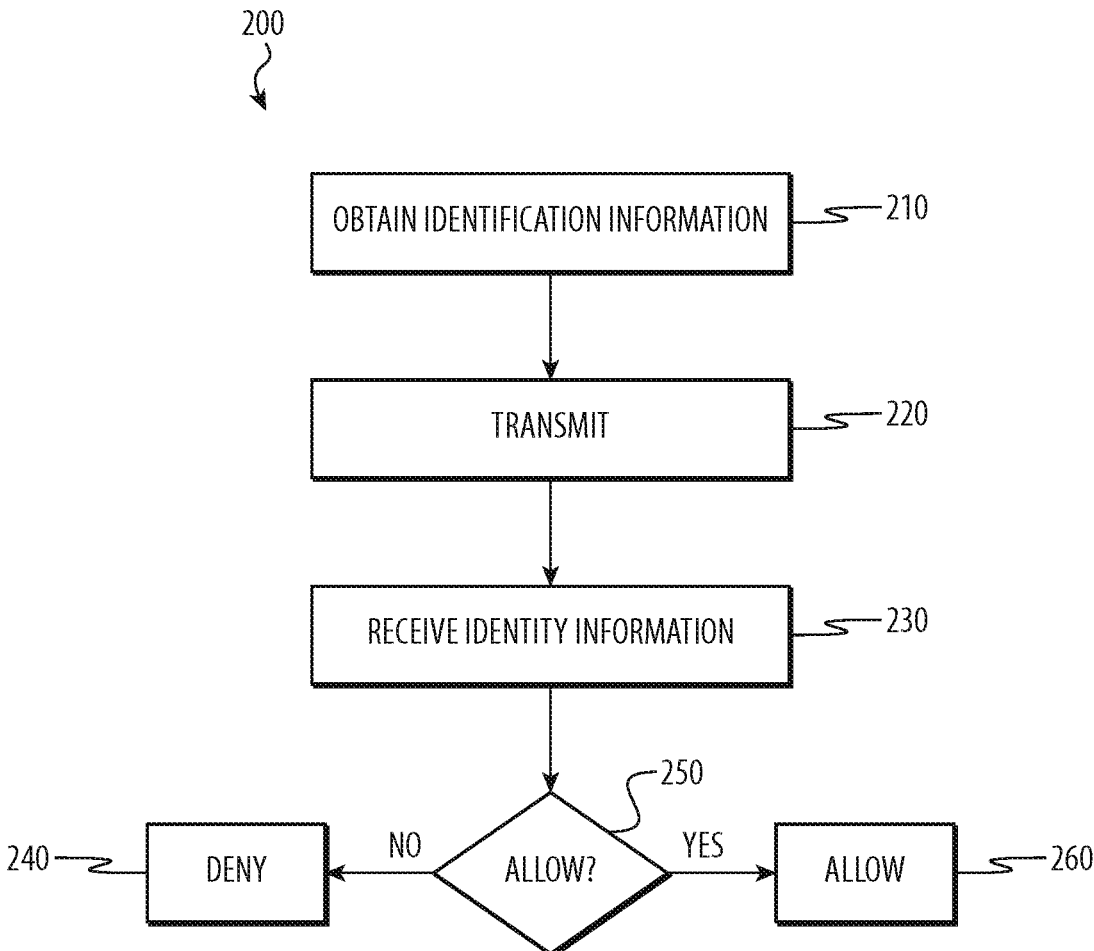 200
OBTAIN IDENTIFICATION INFORMATION
210
TRANSMIT
220
RECEIVE IDENTITY INFORMATION
230
250
240
DENY
NO
ALLOW?
YES
ALLOW
260